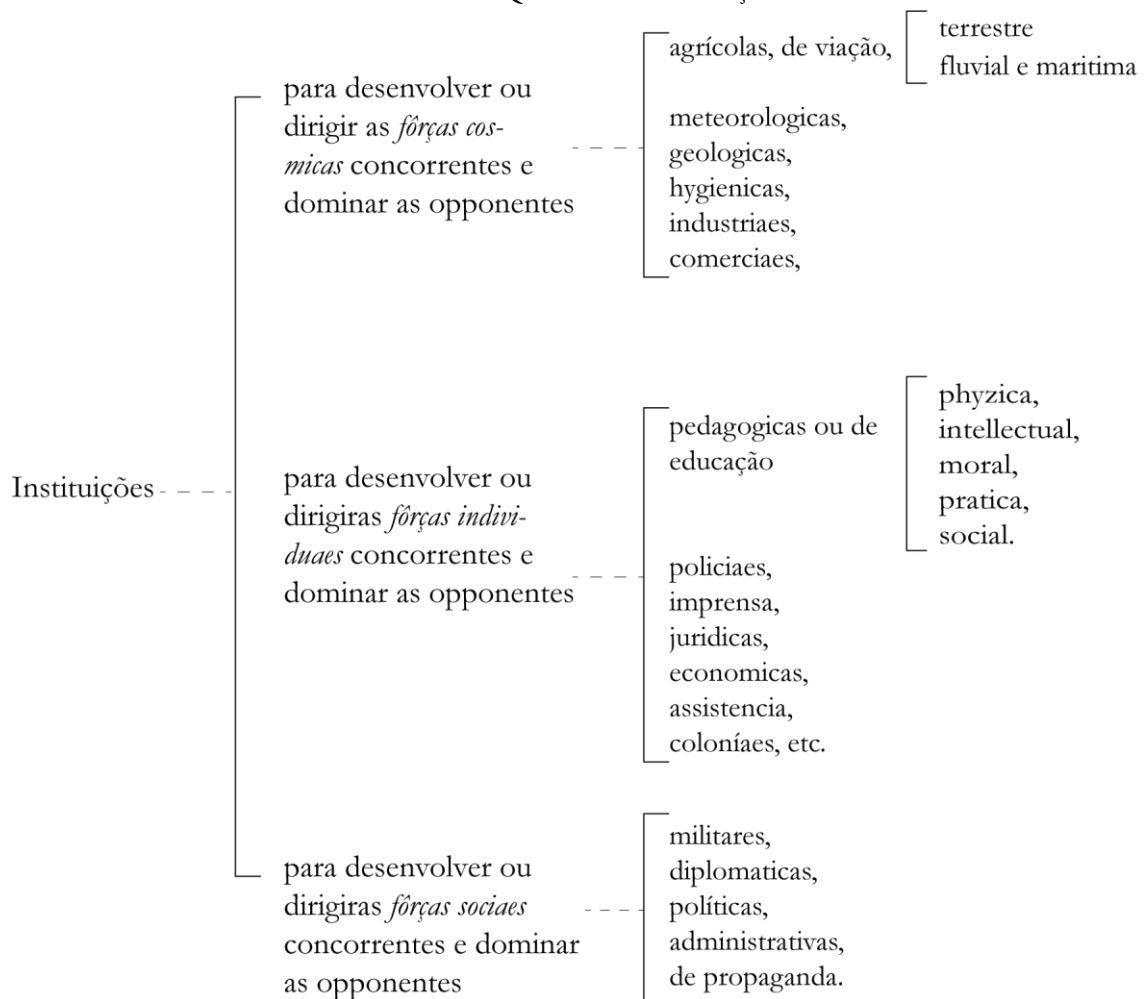 agrícolas, de viação,
terrestre
fluvial e maritima
para desenvolver ou
dirigir as fôrças cos-
micas concorrentes e
dominar as opponentes
meteorologicas,
geologicas,
hygienicas,
industriaes,
comerciaes,
Instituições
para desenvolver ou
dirigiras fôrças indivi-
duaes concorrentes e
dominar as opponentes
pedagogicas ou de
educação
phyzica,
intellectual,
moral,
pratica,
social.
policiaes,
imprensa,
juridicas,
economicas,
assistencia,
coloníaes, etc.
para desenvolver ou
dirigiras fôrças sociaes
concorrentes e dominar
as opponentes
militares,
diplomaticas,
políticas,
administrativas,
de propaganda.